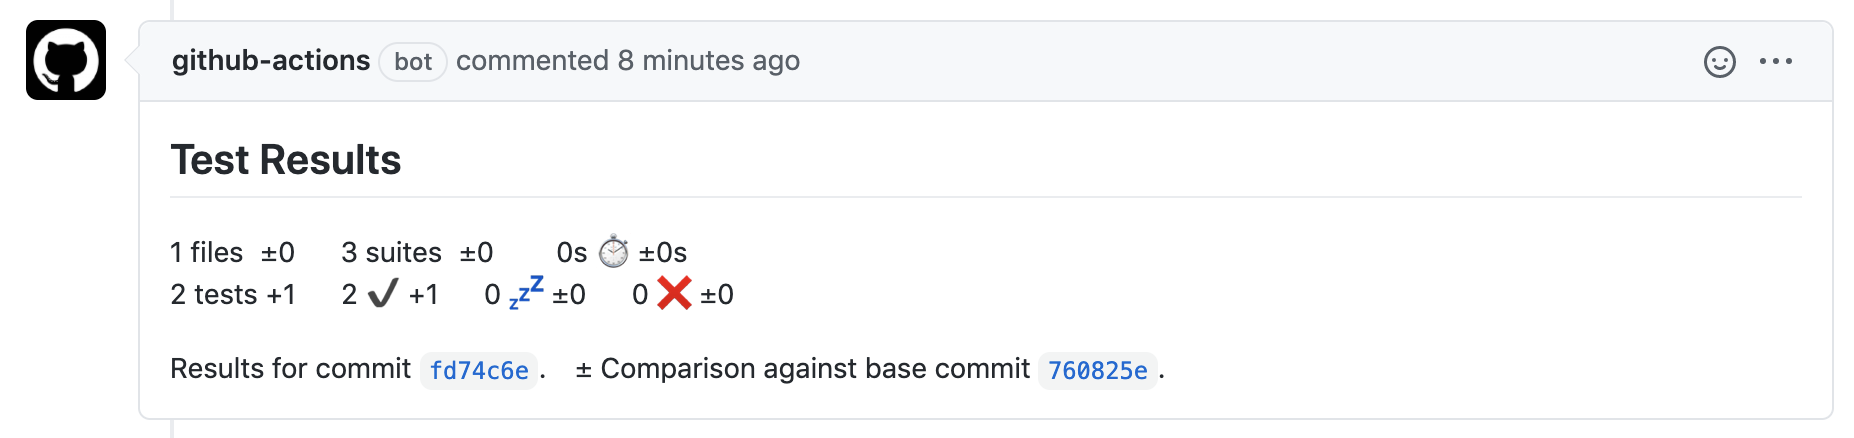 github-actions bot commented 8 minutes ago
Test Results
1 files ±0 3 suites ±0 0s ⏱ ±0s
2 tests +1 2 ✔ +1 0 💤 ±0 0 ❌ ±0
Results for commit fd74c6e. ± Comparison against base commit 760825e.